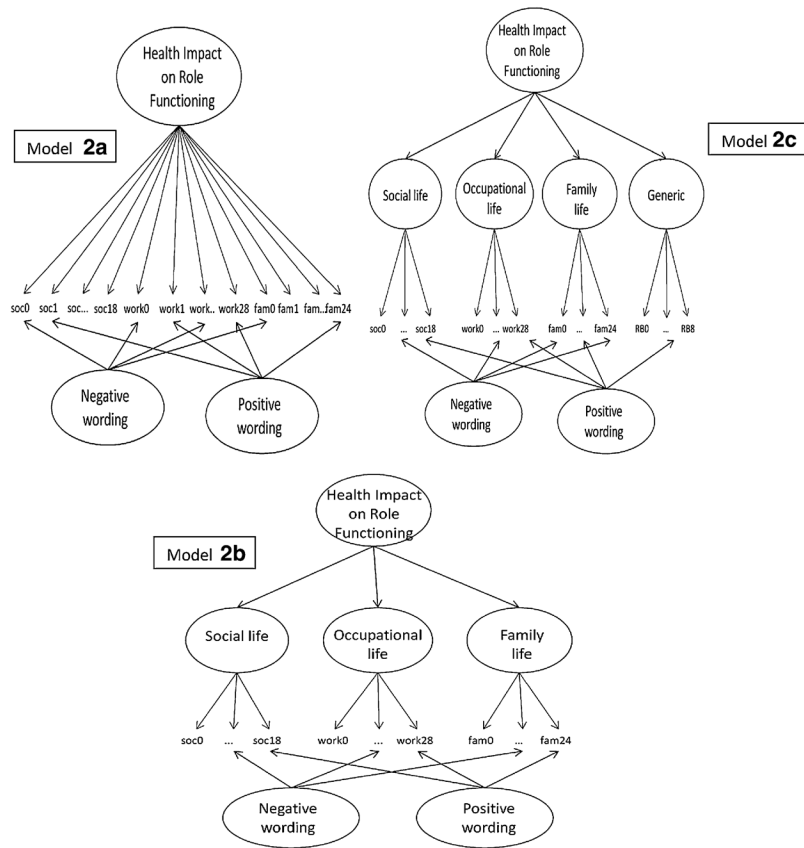 Health Impact
on Role
Functioning
Model 2a
soc0 soc1 soc... soc18 work0 work1 work.. work28 fam0 fam1 fam.. fam24
Negative
wording
Positive
wording
Health Impact
on Role
Functioning
Model 2c
Social life
Occupational
life
Family
life
Generic
soc0 ... soc18 work0 ... work28 fam0 ... fam24 RB0 ... RB8
Negative
wording
Positive
wording
Health Impact
on Role
Functioning
Model 2b
Social life
Occupational
life
Family
life
soc0 ... soc18 work0 ... work28 fam0 ... fam24
Negative
wording
Positive
wording